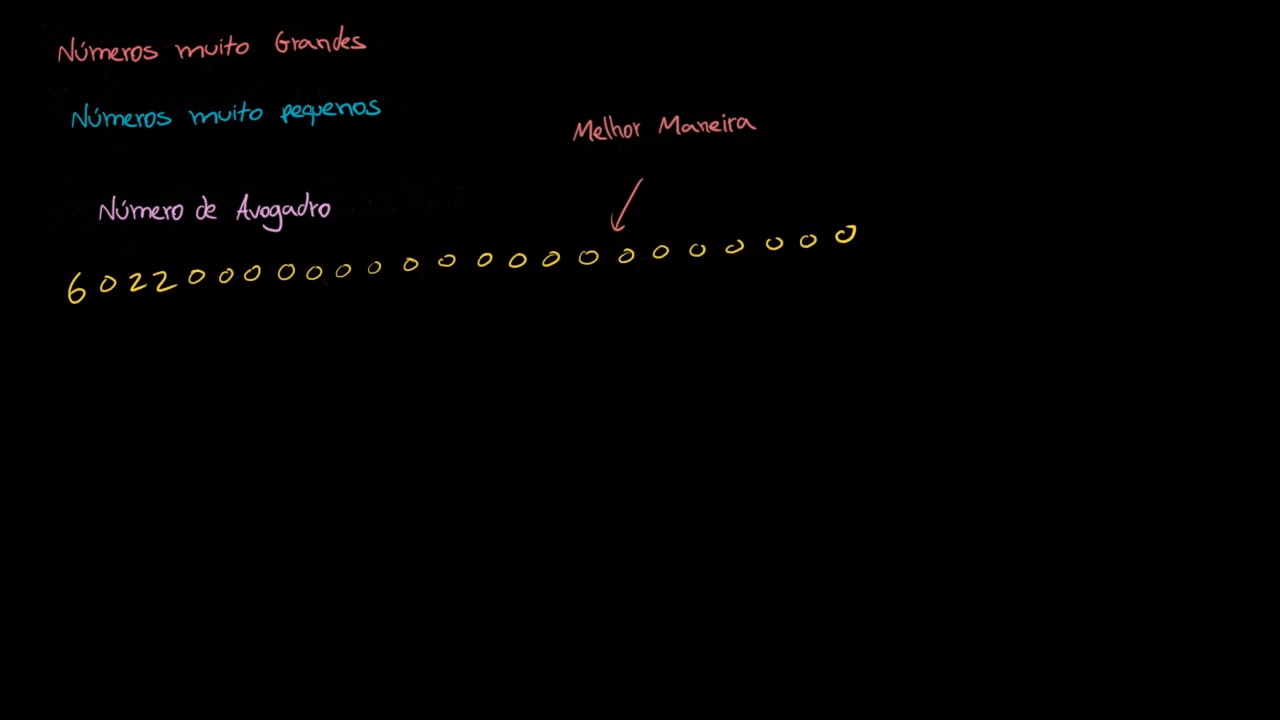 Números muito Grandes
Números muito pequenos
Melhor Maneira
Número de Avogadro
602200000000000000000000